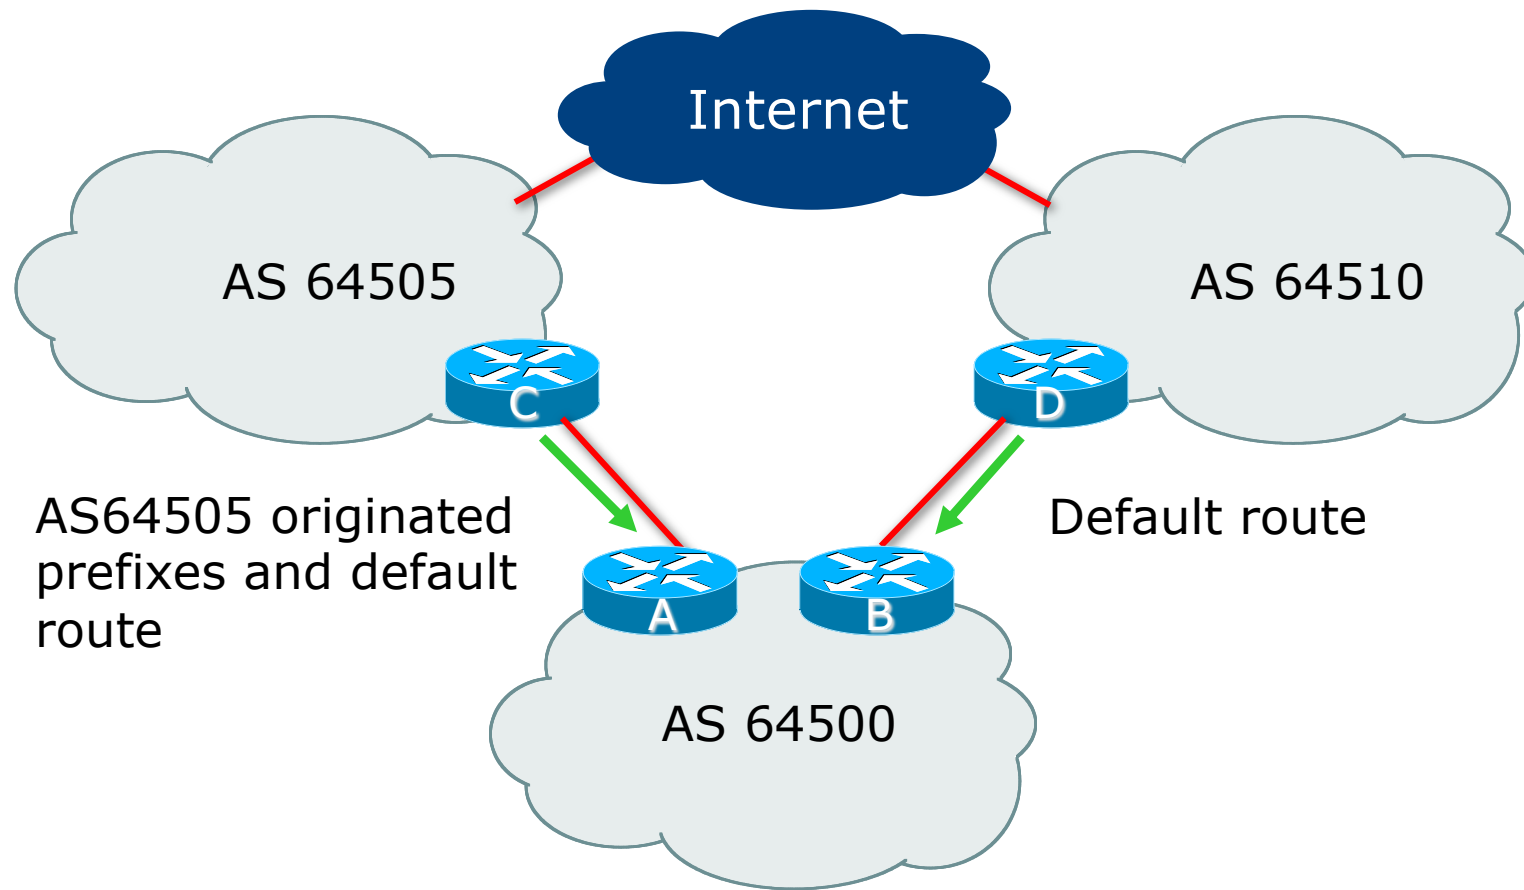 Internet
AS 64505
AS 64510
C
D
AS64505 originated
prefixes and default
route
Default route
A
B
AS 64500